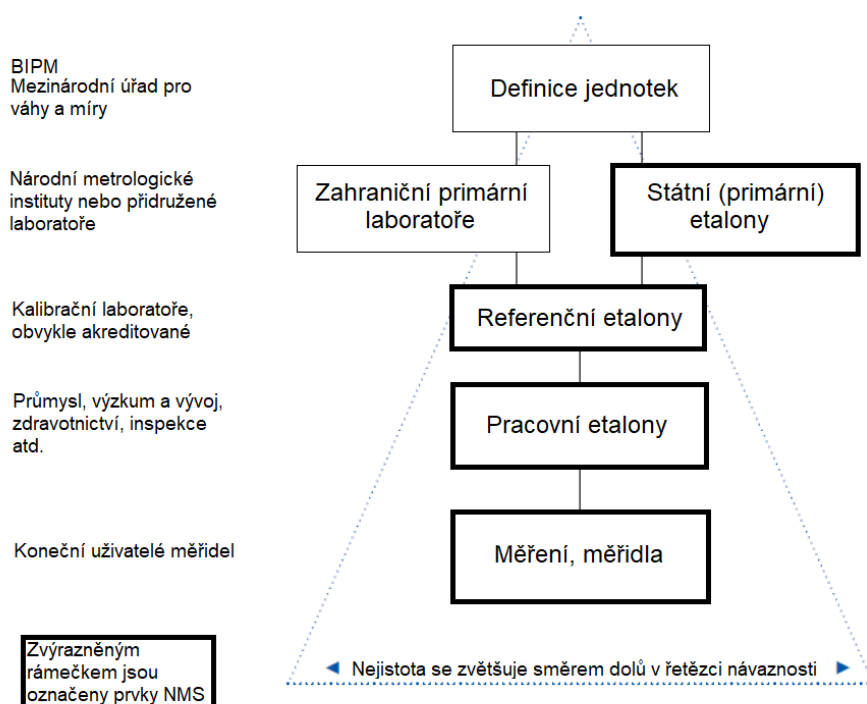 BIPM
Mezinárodní úřad pro
váhy a míry
Definice jednotek
Národní metrologické
instituty nebo přidružené
laboratoře
Zahraniční primární
laboratoře
Státní (primární)
etalony
Kalibrační laboratoře,
obvykle akreditované
Referenční etalony
Průmysl, výzkum a vývoj,
zdravotnictví, inspekce
atd.
Pracovní etalony
Koneční uživatelé měřidel
Měření, měřidla
Zvýrazněným
rámečkem jsou
označeny prvky NMS
Nejistota se zvětšuje směrem dolů v řetězci návaznosti